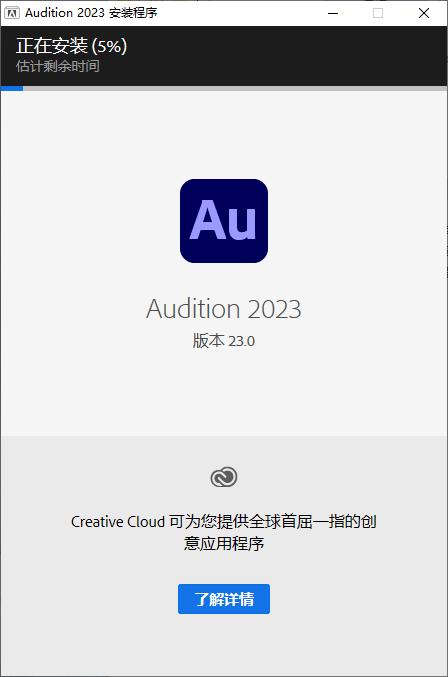 Audition 2023 安装程序
正在安装 (5%)
估计剩余时间
Au
Audition 2023
版本 23.0
Creative Cloud 可为您提供全球首屈一指的创
意应用程序
了解详情